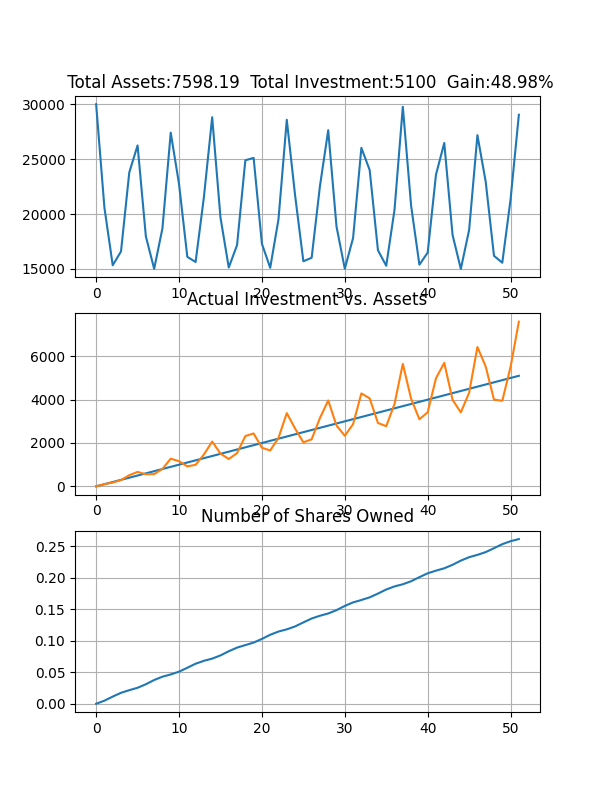 Total Assets:7598.19  Total Investment:5100  Gain:48.98%
30000
25000
20000
15000
0 10 20 30 40 50
Actual Investment vs. Assets
6000
4000
2000
0
0 10 20 30 40 50
Number of Shares Owned
0.25
0.20
0.15
0.10
0.05
0.00
0 10 20 30 40 50